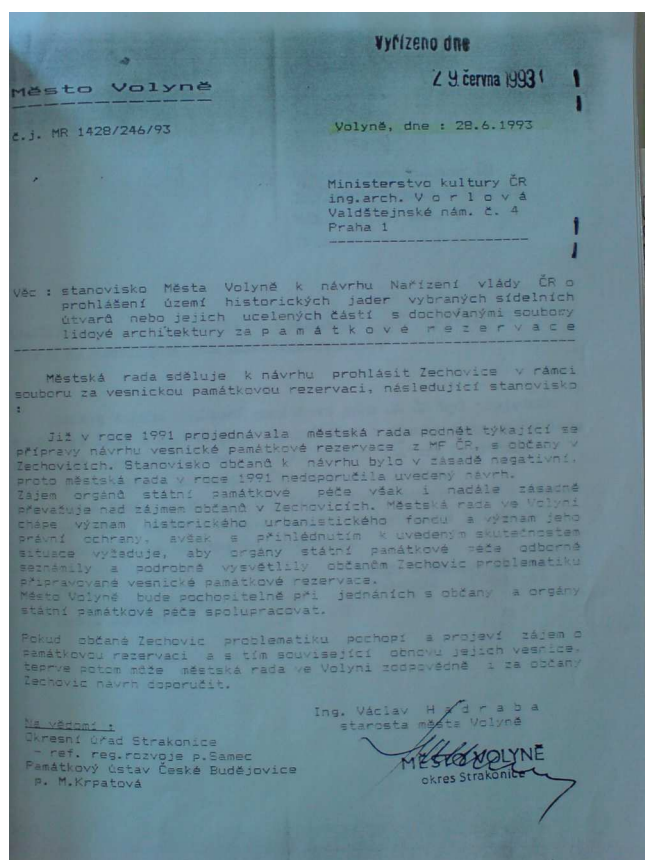 Vyřízeno dne
29. června 1993
Město Volyně
č.j. MR 1428/246/93
Volyně, dne : 28.6.1993
Ministerstvo kultury ČR
ing.arch. V o r l o v á
Valdštejnské nám. č. 4
Praha 1
Věc : stanovisko Města Volyně k návrhu Nařízení vlády ČR o
prohlášení území historických jader vybraných sídelních
útvarů nebo jejich ucelených částí s dochovanými soubory
lidové architektury za p a m á t k o v é r e z e r v a c e
Městská rada sděluje k návrhu prohlásit Zechovice v rámci
souboru za vesnickou památkovou rezervaci, následující stanovisko
:
Již v roce 1991 projednávala městská rada podnět týkající se
přípravy návrhu vesnické památkové rezervace z MF ČR, s občany v
Zechovicích. Stanovisko občanů k návrhu bylo v zásadě negativní,
proto městská rada v roce 1991 nedoporučila uvedený návrh.
Zájem orgánů státní památkové péče však i nadále zásadně
převažuje nad zájmem občanů v Zechovicích. Městská rada ve Volyni
chápe význam historického urbanistického fondu a význam jeho
právní ochrany, avšak s přihlédnutím k uvedeným skutečnostem
situace vyžaduje, aby orgány státní památkové péče odborně
seznámily a podrobně vysvětlily občanům Zechovic problematiku
připravované vesnické památkové rezervace.
Město Volyně bude pochopitelně při jednáních s občany a orgány
státní památkové péče spolupracovat.
Pokud občané Zechovic problematiku pochopí a projeví zájem o
památkovou rezervaci a s tím související obnovu jejich vesnice,
teprve potom může městská rada ve Volyni zodpovědně i za občany
Zechovic návrh doporučit.
Ing. Václav H a d r a b a
starosta města Volyně
Na vědomí :
Okresní úřad Strakonice
- ref. reg.rozvoje p.Samec
Památkový ústav České Budějovice
p. M.Krpatová
MĚSTO VOLYNĚ
okres Strakonice